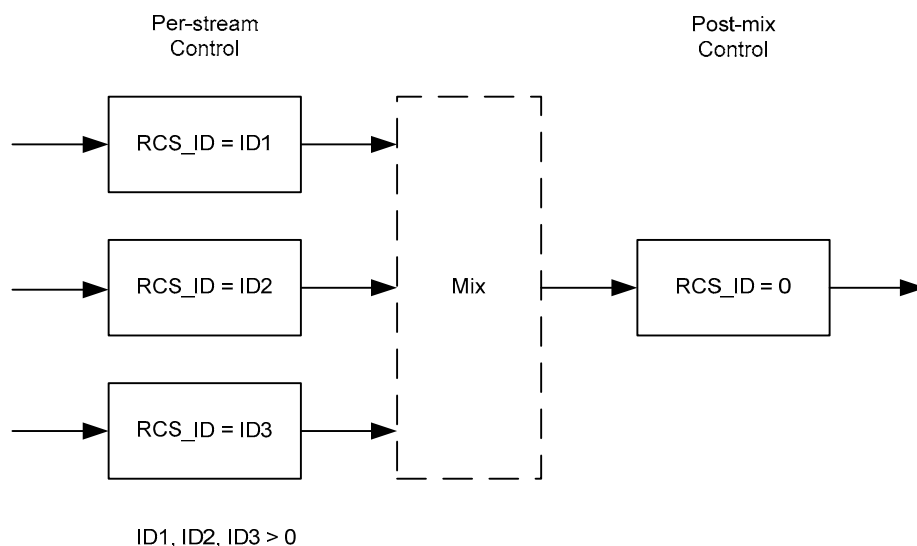 Per-stream
Control
Post-mix
Control
RCS_ID = ID1
RCS_ID = ID2
Mix
RCS_ID = 0
RCS_ID = ID3
ID1, ID2, ID3 > 0